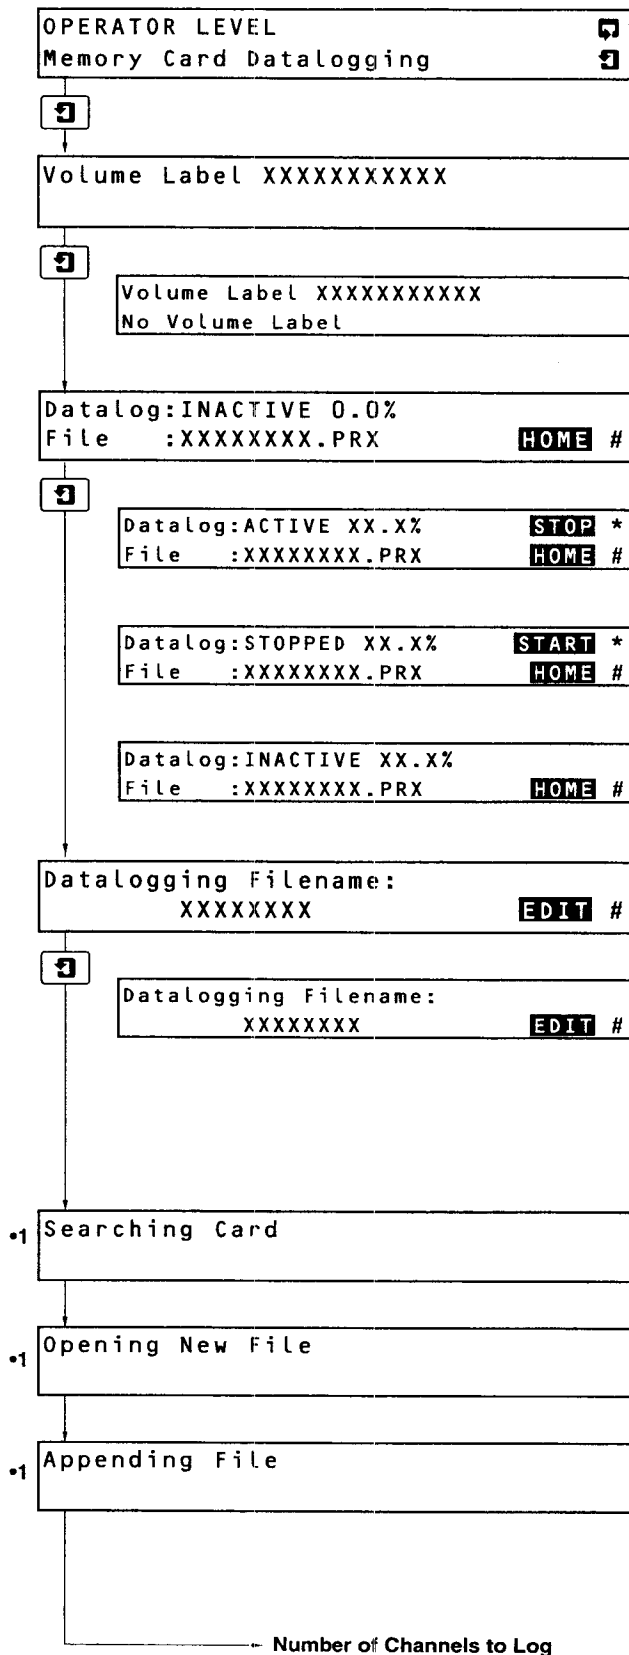 OPERATOR LEVEL
Memory Card Datalogging
Volume Label XXXXXXXXXXX
Volume Label XXXXXXXXXXX
No Volume Label
Datalog:INACTIVE 0.0%
File :XXXXXXXX.PRX HOME #
Datalog:ACTIVE XX.X% STOP *
File :XXXXXXXX.PRX HOME #
Datalog:STOPPED XX.X% START *
File :XXXXXXXX.PRX HOME #
Datalog:INACTIVE XX.X%
File :XXXXXXXX.PRX HOME #
Datalogging Filename:
XXXXXXXX EDIT #
Datalogging Filename:
XXXXXXXX EDIT #
•1 Searching Card
•1 Opening New File
•1 Appending File
Number of Channels to Log